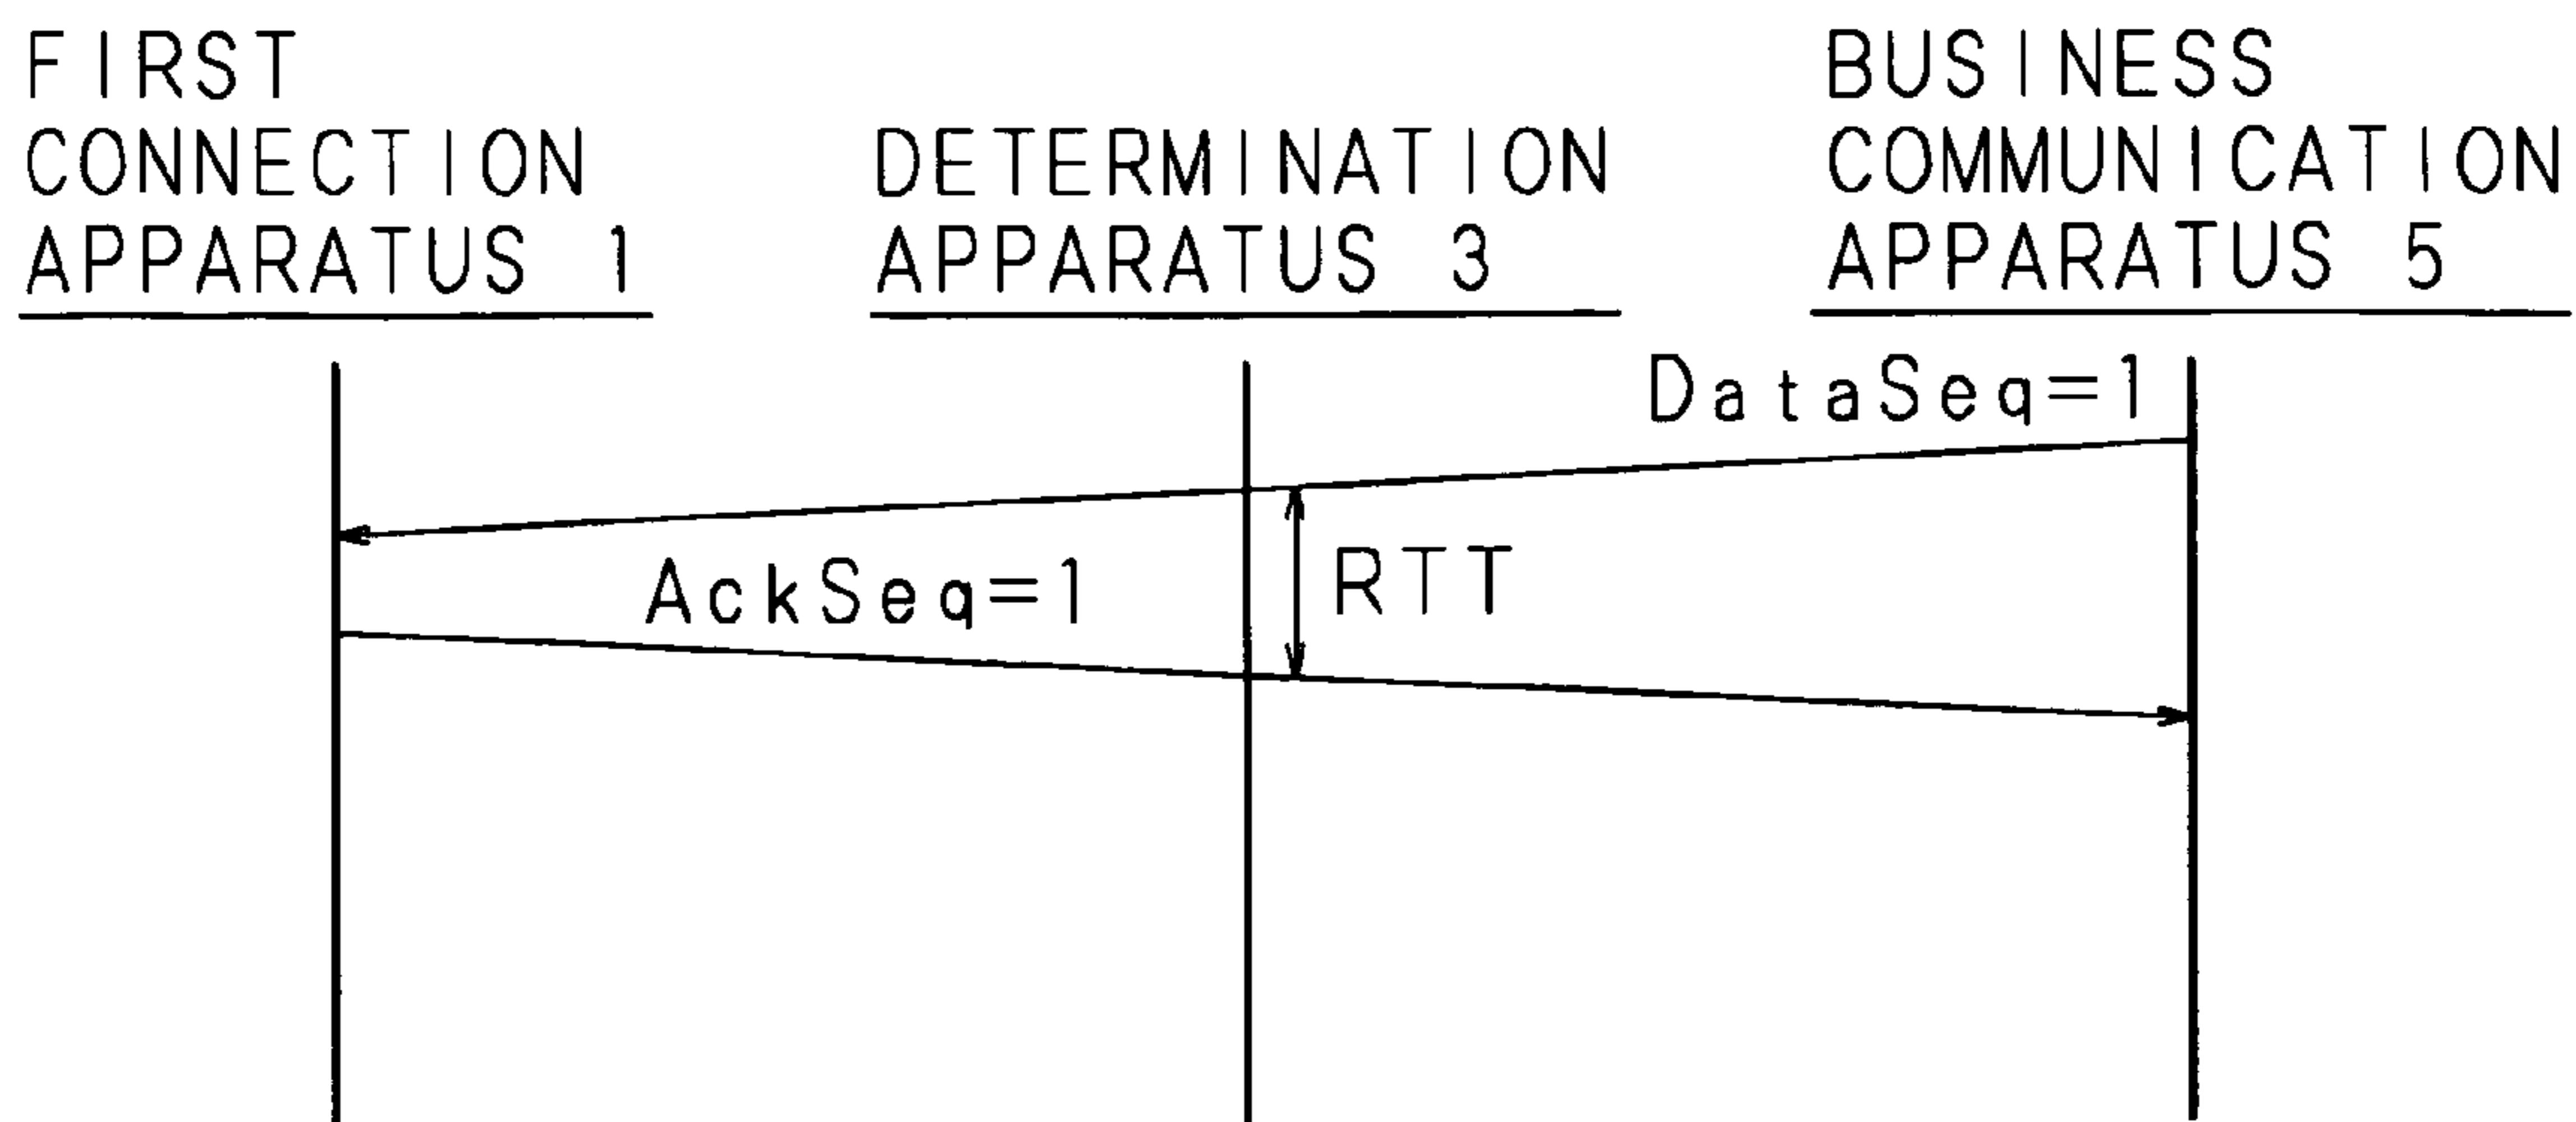 FIRST
CONNECTION
APPARATUS 1
DETERMINATION
APPARATUS 3
BUSINESS
COMMUNICATION
APPARATUS 5
DataSeq=1
AckSeq=1
RTT